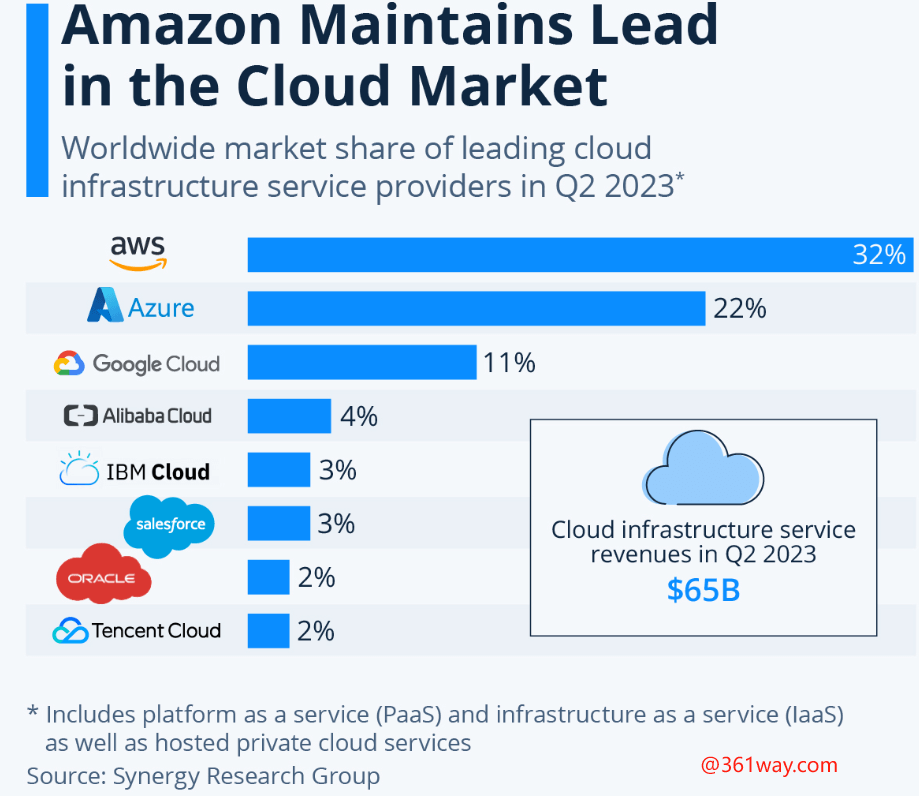 Amazon Maintains Lead
in the Cloud Market
Worldwide market share of leading cloud
infrastructure service providers in Q2 2023*
aws
32%
Azure
22%
Google Cloud
11%
Alibaba Cloud
4%
IBM Cloud
3%
salesforce
3%
ORACLE
2%
Tencent Cloud
2%
Cloud infrastructure service
revenues in Q2 2023
$65B
* Includes platform as a service (PaaS) and infrastructure as a service (IaaS)
as well as hosted private cloud services
Source: Synergy Research Group
@361way.com